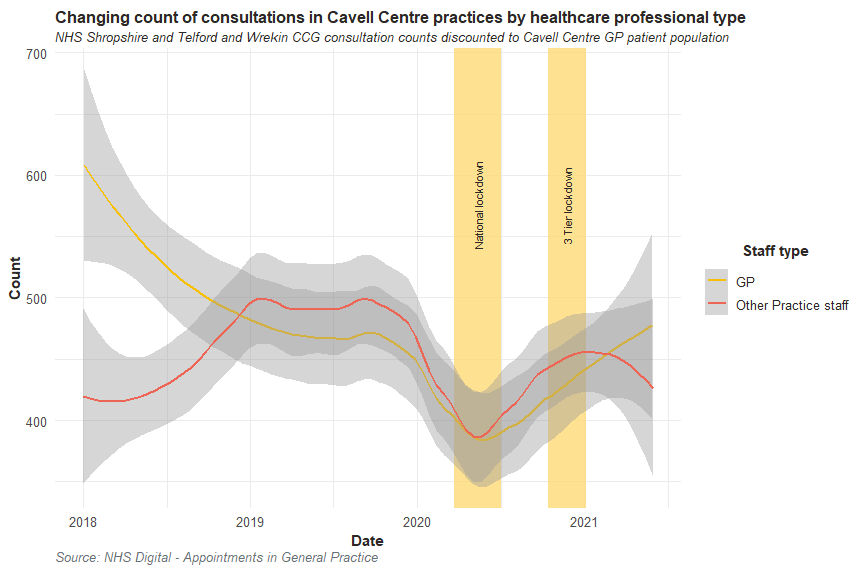 Changing count of consultations in Cavell Centre practices by healthcare professional type
NHS Shropshire and Telford and Wrekin CCG consultation counts discounted to Cavell Centre GP patient population
700
600
500
400
Count
National lockdown
3 Tier lockdown
Staff type
GP
Other Practice staff
2018 2019 2020 2021
Date
Source: NHS Digital - Appointments in General Practice